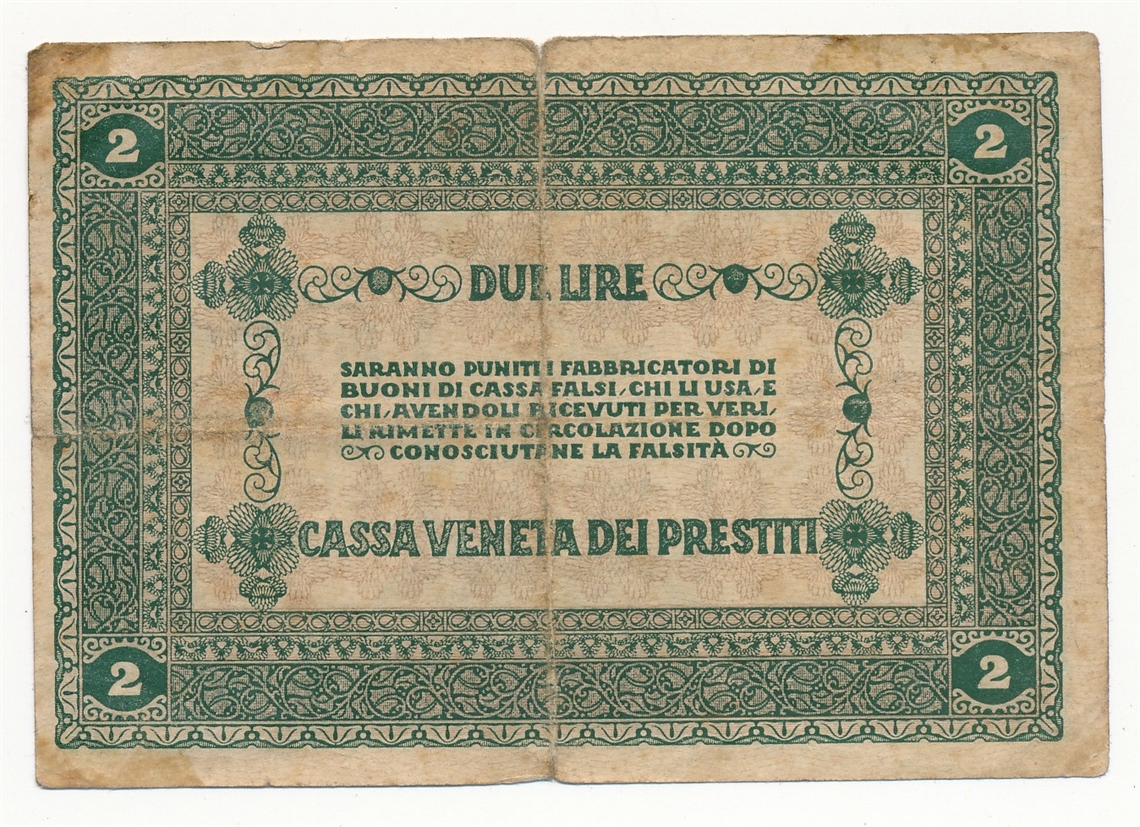 2 2
DUE LIRE
SARANNO PUNITI I FABBRICATORI DI
BUONI DI CASSA FALSI, CHI LI USA, E
CHI, AVENDOLI RICEVUTI PER VERI,
LI RIMETTE IN CIRCOLAZIONE DOPO
CONOSCIUTANE LA FALSITÀ
CASSA VENETA DEI PRESTITI
2 2